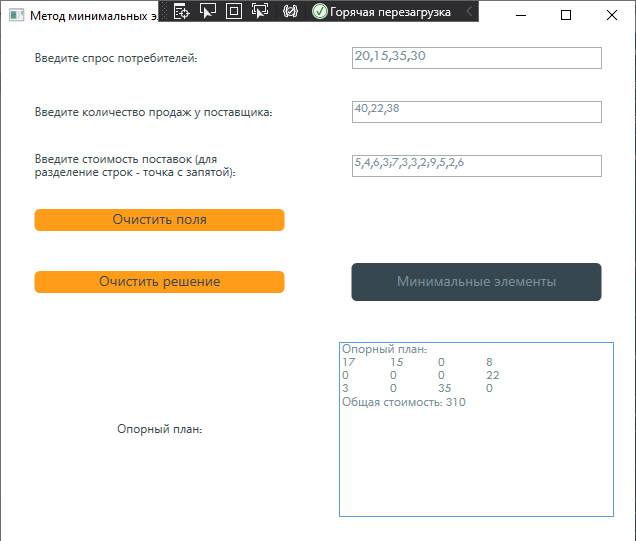 Метод минимальных э
Горячая перезагрузка
Введите спрос потребителей:
20,15,35,30
Введите количество продаж у поставщика:
40,22,38
Введите стоимость поставок (для
разделение строк - точка с запятой):
5,4,6,3;7,3,3,2;9,5,2,6
Очистить поля
Очистить решение
Минимальные элементы
Опорный план:
Опорный план:
17 15 0 8
0 0 0 22
3 0 35 0
Общая стоимость: 310